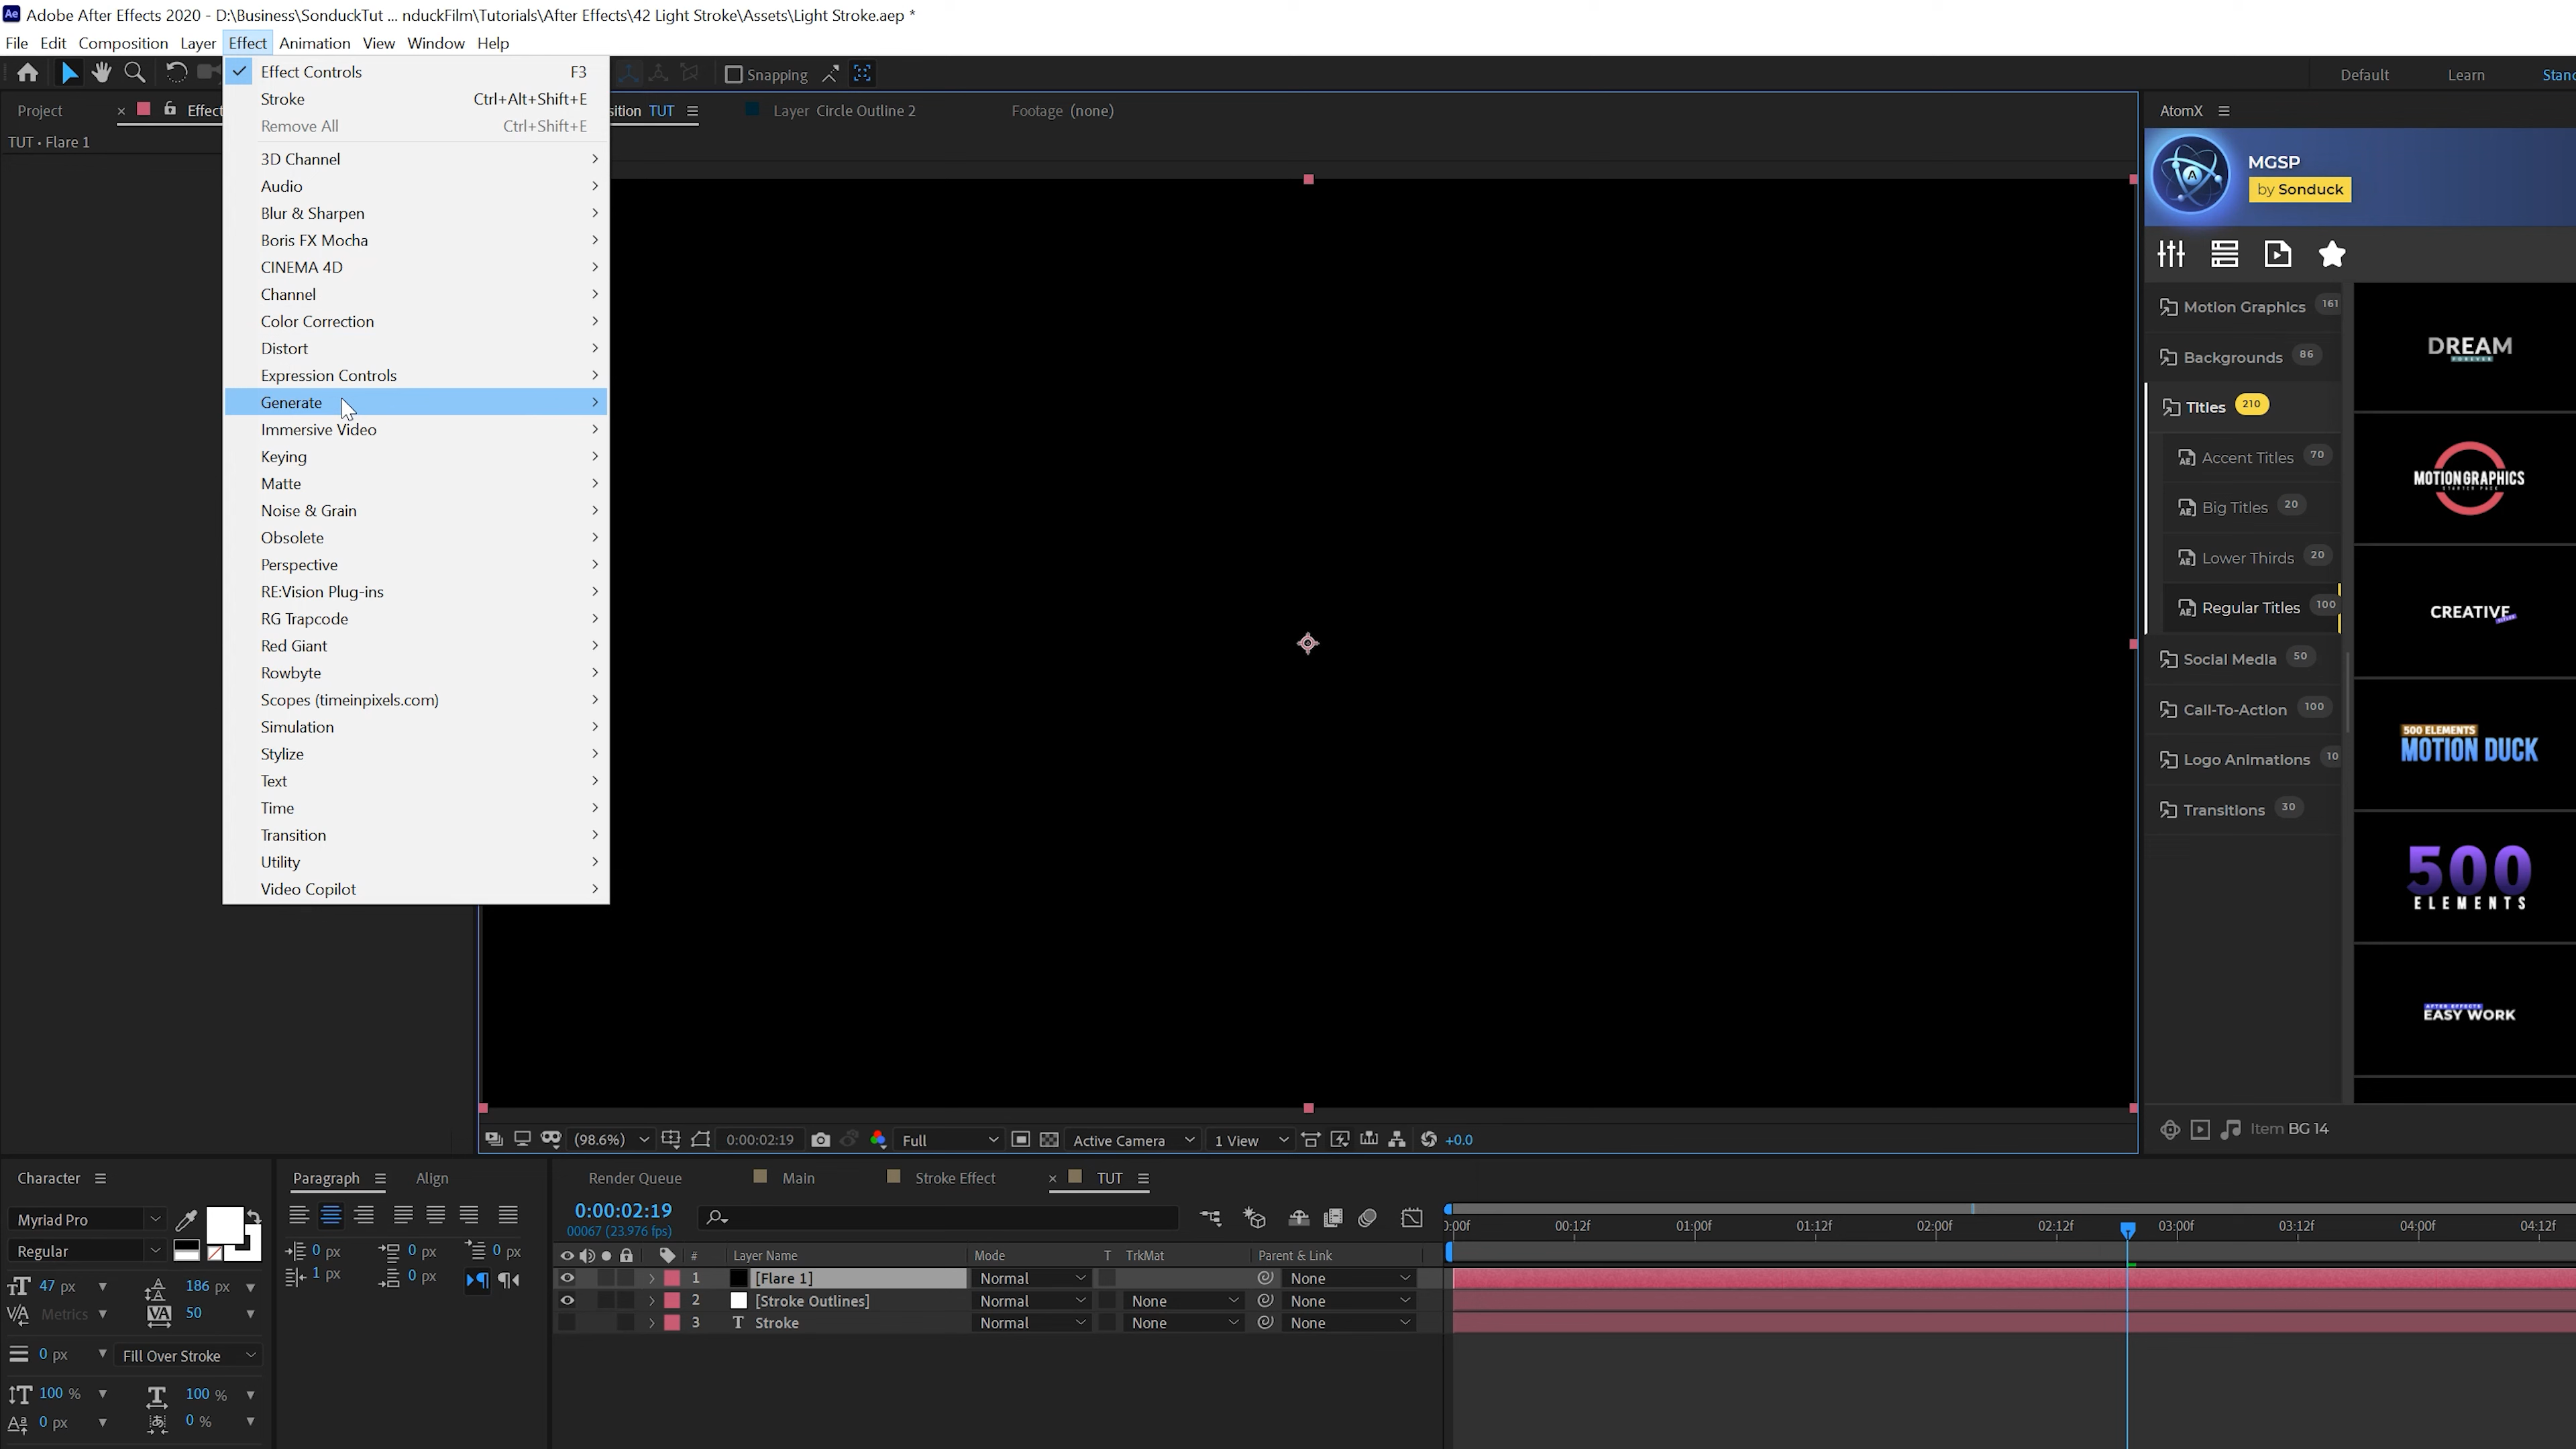 Adobe After Effects 2020 - D:\Business\SonduckTut ... nduckFilm\Tutorials\After Effects\42 Light Stroke\Assets\Light Stroke.aep *
File Edit Composition Layer Effect Animation View Window Help
Snapping Default Learn Stanc
Project Effect sition TUT Layer Circle Outline 2 Footage (none) AtomX
TUT • Flare 1
Effect Controls F3
Stroke Ctrl+Alt+Shift+E
Remove All Ctrl+Shift+E
3D Channel
Audio
Blur & Sharpen
Boris FX Mocha
CINEMA 4D
Channel
Color Correction
Distort
Expression Controls
Generate
Immersive Video
Keying
Matte
Noise & Grain
Obsolete
Perspective
RE:Vision Plug-ins
RG Trapcode
Red Giant
Rowbyte
Scopes (timeinpixels.com)
Simulation
Stylize
Text
Time
Transition
Utility
Video Copilot
MGSP
by Sonduck
Motion Graphics 161
Backgrounds 86
Titles 210
Accent Titles 70
Big Titles 20
Lower Thirds 20
Regular Titles 100
Social Media 50
Call-To-Action 100
Logo Animations 10
Transitions 30
DREAM
FOREVER
MOTION GRAPHICS
STARTER PACK
CREATIVE
TITLES
500 ELEMENTS
MOTION DUCK
500
ELEMENTS
AFTER EFFECTS
EASY WORK
Item BG 14
(98.6%) 0:00:02:19 Full Active Camera 1 View +0.0
Character Paragraph Align
Myriad Pro
Regular
47 px 186 px
Metrics 50
0 px Fill Over Stroke
100 % 100 %
0 px 0 %
0 px 0 px 0 px
1 px 0 px
Render Queue Main Stroke Effect TUT
0:00:02:19
00067 (23.976 fps)
):00f 00:12f 01:00f 01:12f 02:00f 02:12f 03:00f 03:12f 04:00f 04:12f
# Layer Name Mode T TrkMat Parent & Link
1 [Flare 1] Normal None
2 [Stroke Outlines] Normal None None
3 T Stroke Normal None None